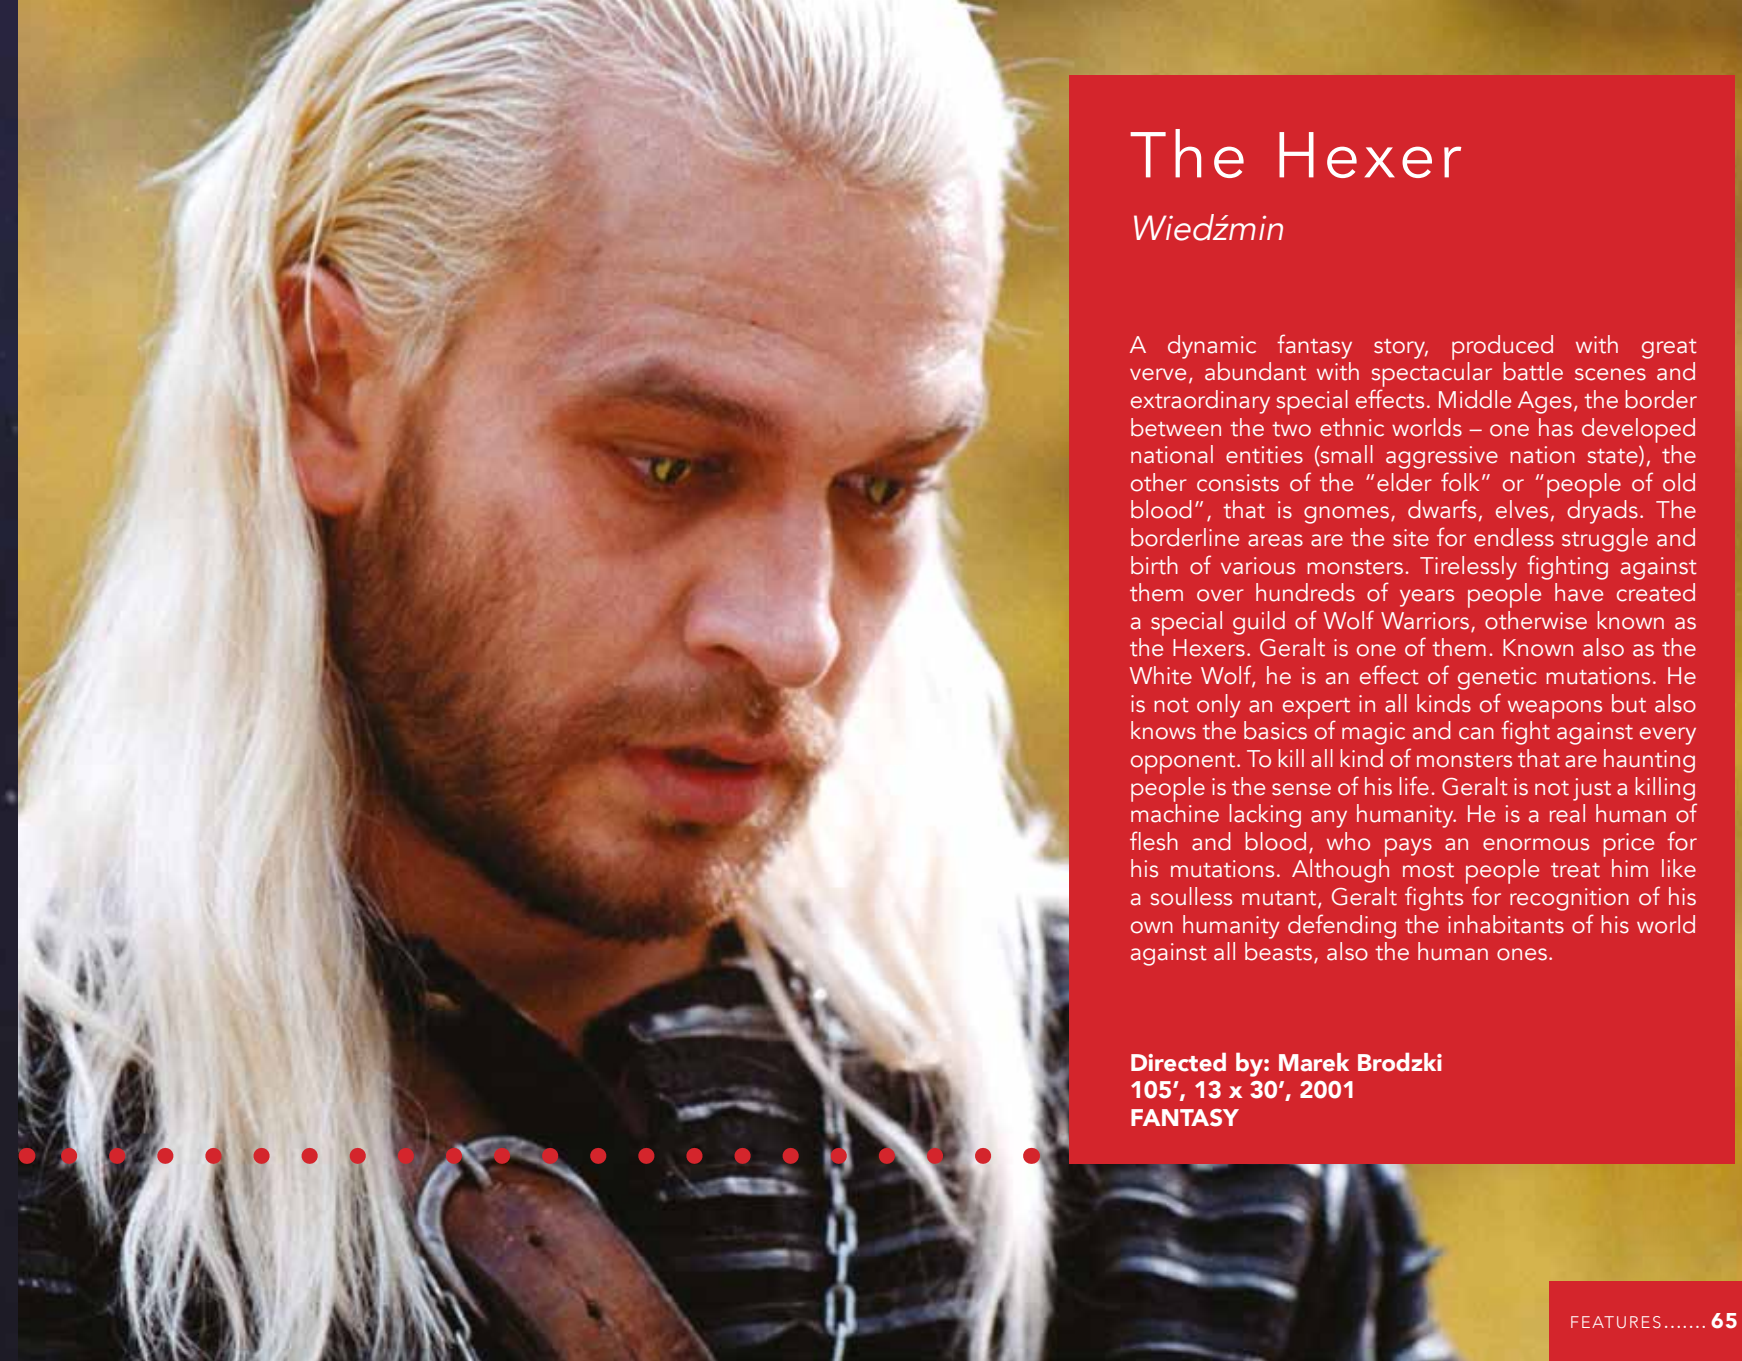 The Hexer
Wiedźmin
A dynamic fantasy story, produced with great
verve, abundant with spectacular battle scenes and
extraordinary special effects. Middle Ages, the border
between the two ethnic worlds – one has developed
national entities (small aggressive nation state), the
other consists of the “elder folk” or “people of old
blood”, that is gnomes, dwarfs, elves, dryads. The
borderline areas are the site for endless struggle and
birth of various monsters. Tirelessly fighting against
them over hundreds of years people have created
a special guild of Wolf Warriors, otherwise known as
the Hexers. Geralt is one of them. Known also as the
White Wolf, he is an effect of genetic mutations. He
is not only an expert in all kinds of weapons but also
knows the basics of magic and can fight against every
opponent. To kill all kind of monsters that are haunting
people is the sense of his life. Geralt is not just a killing
machine lacking any humanity. He is a real human of
flesh and blood, who pays an enormous price for
his mutations. Although most people treat him like
a soulless mutant, Geralt fights for recognition of his
own humanity defending the inhabitants of his world
against all beasts, also the human ones.
Directed by: Marek Brodzki
105’, 13 x 30’, 2001
FANTASY
FEATURES....... 65